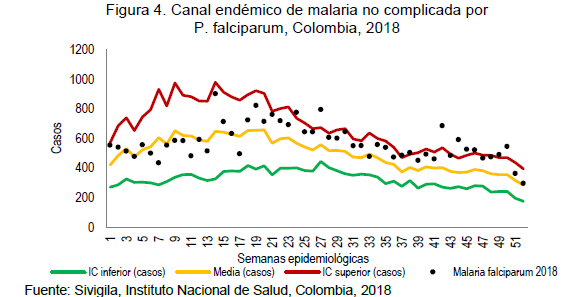 Figura 4. Canal endémico de malaria no complicada por
P. falciparum, Colombia, 2018
1200
1000
800
600
400
200
0
Casos
1 3 5 7 9 11 13 15 17 19 21 23 25 27 29 31 33 35 37 39 41 43 45 47 49 51
Semanas epidemiológicas
IC inferior (casos) Media (casos) IC superior (casos) Malaria falciparum 2018
Fuente: Sivigila, Instituto Nacional de Salud, Colombia, 2018